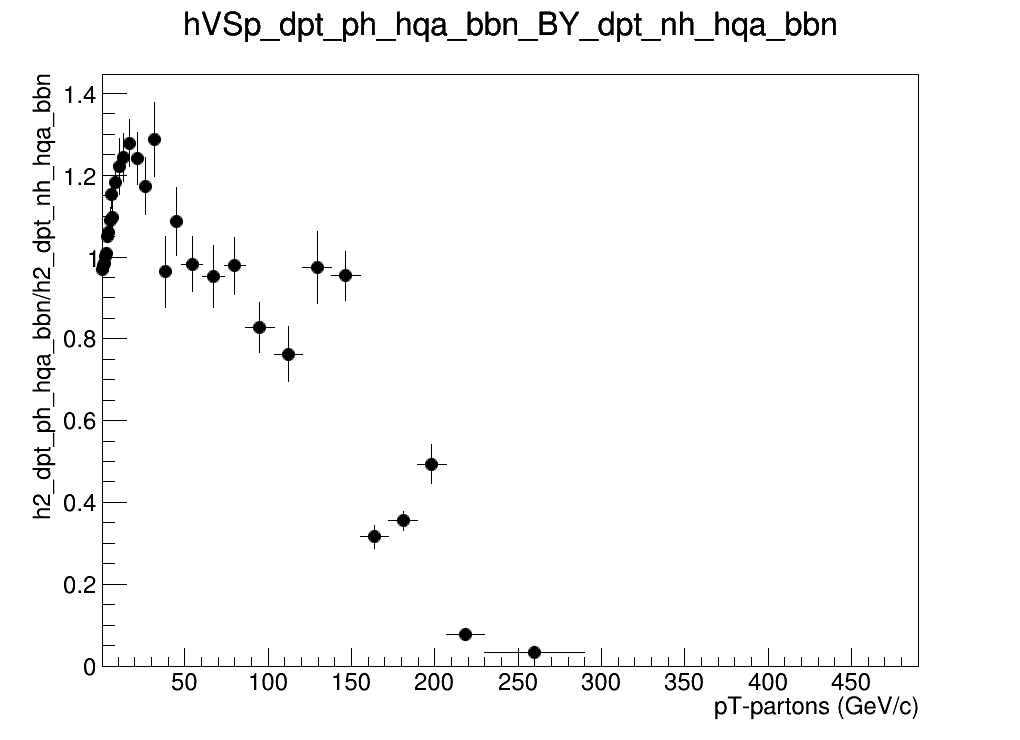 hVSp_dpt_ph_hqa_bbn_BY_dpt_nh_hqa_bbn
h2_dpt_ph_hqa_bbn/h2_dpt_nh_hqa_bbn
1.4
1.2
1
0.8
0.6
0.4
0.2
0
50 100 150 200 250 300 350 400 450
pT-partons (GeV/c)